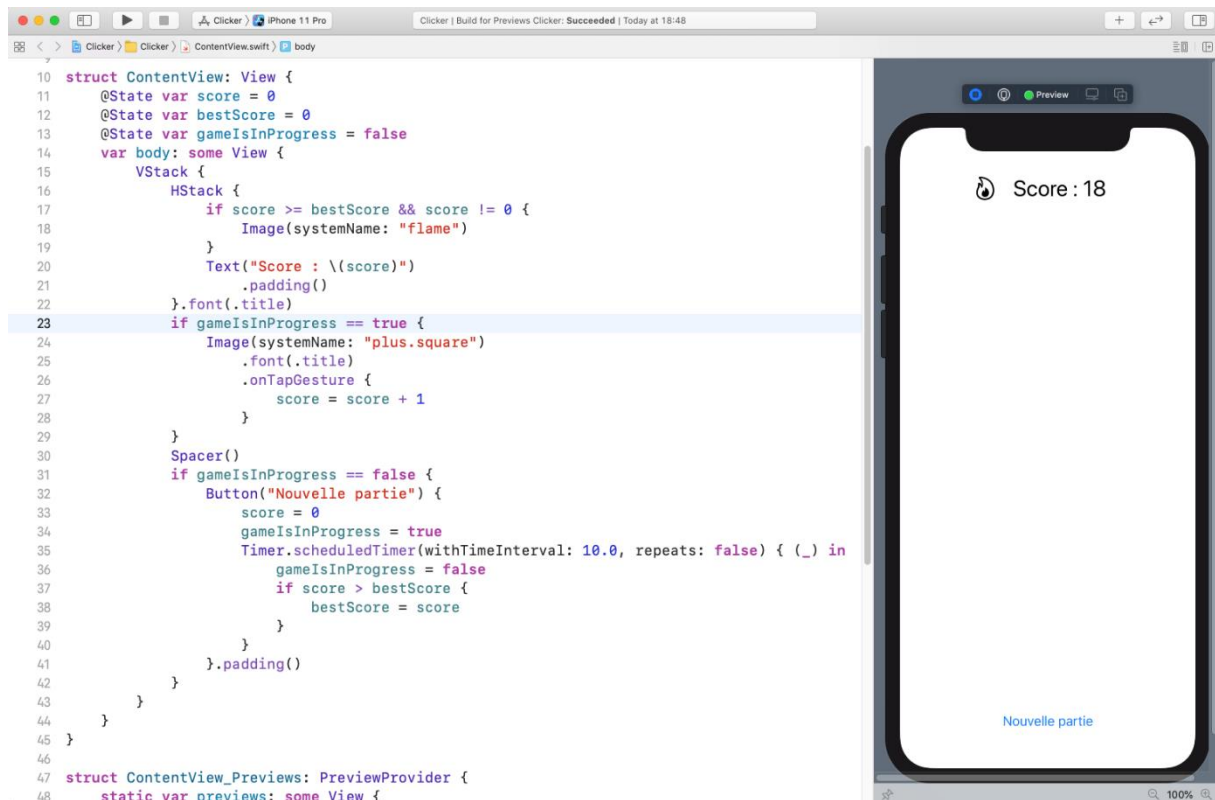 Clicker 〉 iPhone 11 Pro
Clicker | Build for Previews Clicker: Succeeded | Today at 18:48
Clicker 〉 Clicker 〉 ContentView.swift 〉 P body
9
10 struct ContentView: View {
11     @State var score = 0
12     @State var bestScore = 0
13     @State var gameIsInProgress = false
14     var body: some View {
15         VStack {
16             HStack {
17                 if score >= bestScore && score != 0 {
18                     Image(systemName: "flame")
19                 }
20                 Text("Score : \(score)")
21                     .padding()
22             }.font(.title)
23             if gameIsInProgress == true {
24                 Image(systemName: "plus.square")
25                     .font(.title)
26                     .onTapGesture {
27                         score = score + 1
28                     }
29             }
30             Spacer()
31             if gameIsInProgress == false {
32                 Button("Nouvelle partie") {
33                     score = 0
34                     gameIsInProgress = true
35                     Timer.scheduledTimer(withTimeInterval: 10.0, repeats: false) { (_) in
36                         gameIsInProgress = false
37                         if score > bestScore {
38                             bestScore = score
39                         }
40                     }
41                 }.padding()
42             }
43         }
44     }
45 }
46
47 struct ContentView_Previews: PreviewProvider {
48     static var previews: some View {
Preview
Score : 18
Nouvelle partie
100%